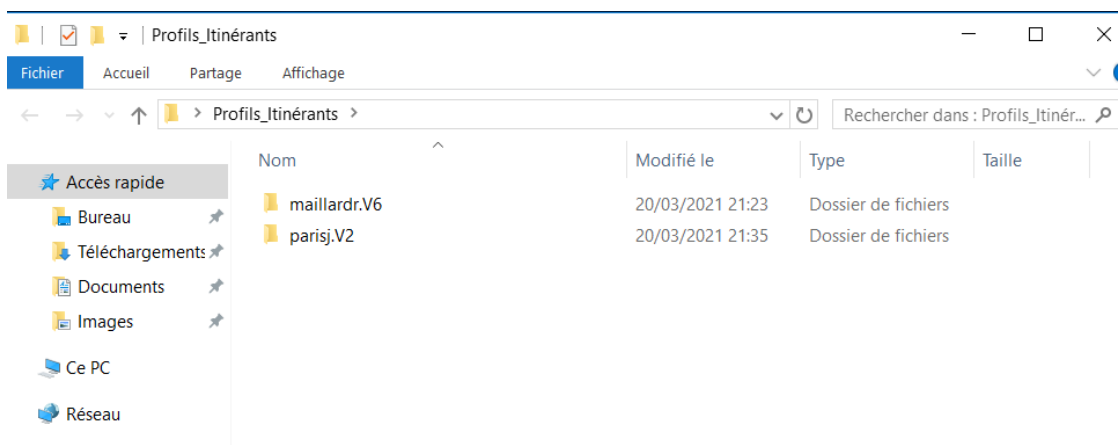 Profils_Itinérants
Fichier Accueil Partage Affichage
Profils_Itinérants Rechercher dans : Profils_Itinér...
Nom Modifié le Type Taille
Accès rapide
maillardr.V6 20/03/2021 21:23 Dossier de fichiers
Bureau
parisj.V2 20/03/2021 21:35 Dossier de fichiers
Téléchargements
Documents
Images
Ce PC
Réseau